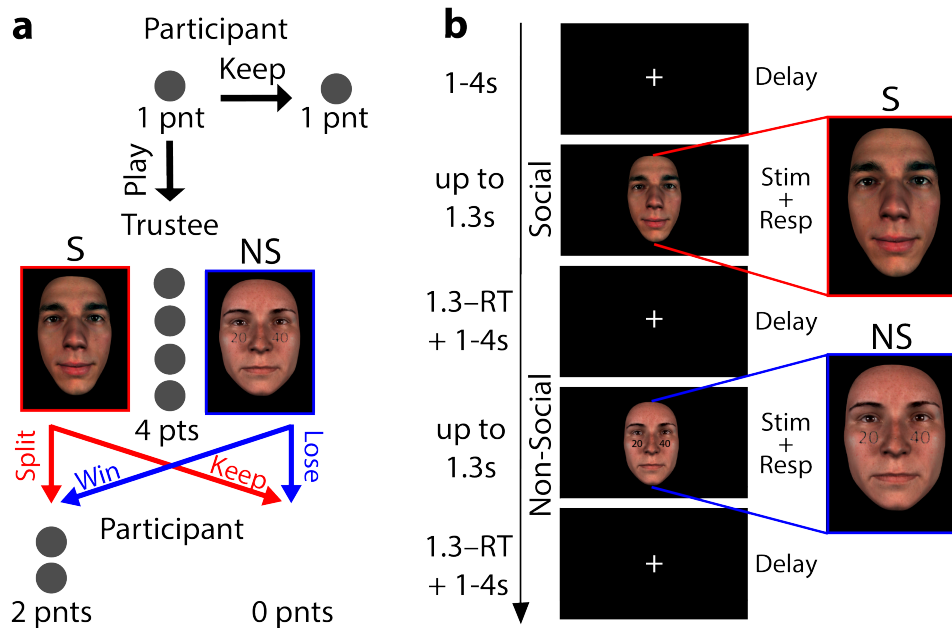 a
Participant
Keep
1 pnt
1 pnt
Play
Trustee
S
NS
20 40
4 pts
Split
Win
Keep
Lose
Participant
2 pnts
0 pnts
b
1-4s
Delay
S
up to
1.3s
Social
Stim
+
Resp
1.3–RT
+ 1-4s
Delay
NS
up to
1.3s
Non-Social
20 40
Stim
+
Resp
20 40
1.3–RT
+ 1-4s
Delay